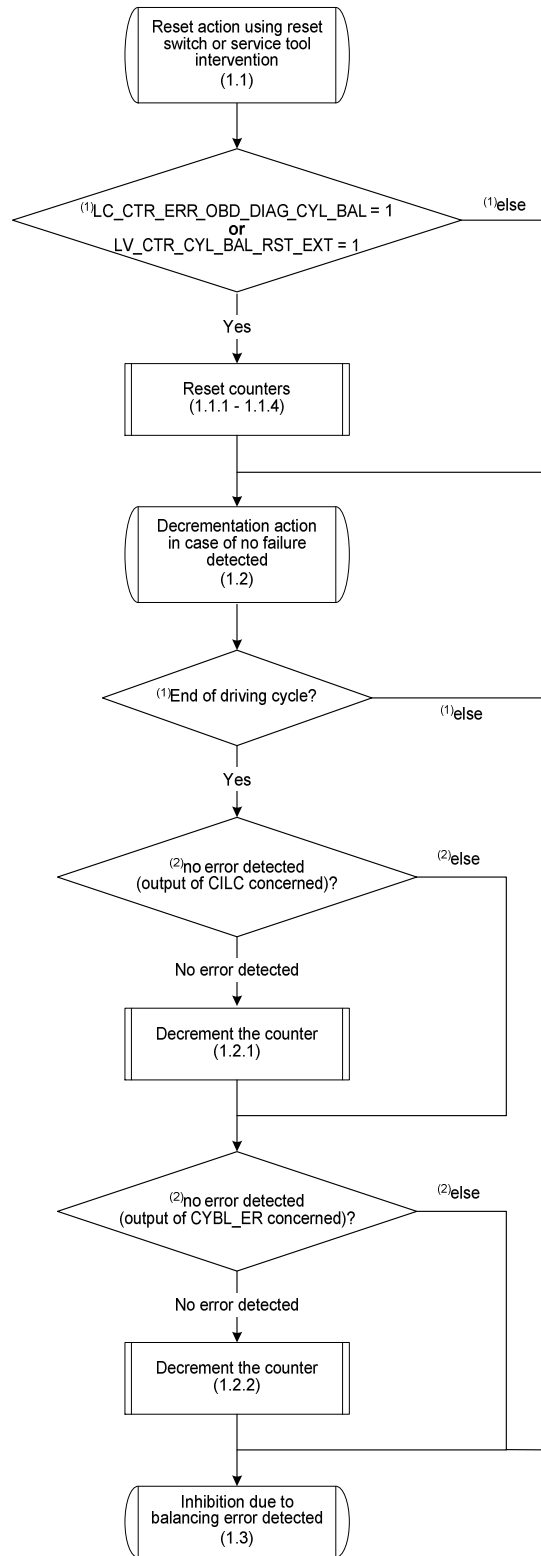 Reset action using reset
switch or service tool
intervention
(1.1)
(1)LC_CTR_ERR_OBD_DIAG_CYL_BAL = 1
or
LV_CTR_CYL_BAL_RST_EXT = 1
(1)else
Yes
Reset counters
(1.1.1 - 1.1.4)
Decrementation action
in case of no failure
detected
(1.2)
(1)End of driving cycle?
(1)else
Yes
(2)no error detected
(output of CILC concerned)?
(2)else
No error detected
Decrement the counter
(1.2.1)
(2)no error detected
(output of CYBL_ER concerned)?
(2)else
No error detected
Decrement the counter
(1.2.2)
Inhibition due to
balancing error detected
(1.3)